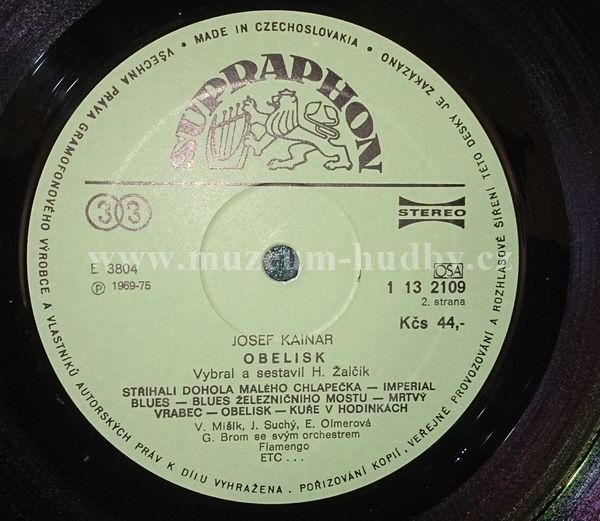 VŠECHNA PRÁVA GRAMOFONOVÉHO VÝROBCE A VLASTNÍKŮ AUTORSKÝCH PRÁV K DÍLU VYHRAŽENA. POŘIZOVÁNÍ KOPIÍ, VEŘEJNÉ PROVOZOVÁNÍ A ROZHLASOVÉ ŠÍŘENÍ TÉTO DESKY JE ZAKÁZÁNO • MADE IN CZECHOSLOVAKIA •
SUPRAPHON
33
STEREO
www.muzeum-hudby.cz
E 3804
OSA
℗ 1969-75
1 13 2109
2. strana
Kčs 44,-
JOSEF KAINAR
OBELISK
Vybral a sestavil H. Žalčík
STŘÍHALI DOHOLA MALÉHO CHLAPEČKA — IMPERIAL
BLUES — BLUES ŽELEZNIČNÍHO MOSTU — MRTVÝ
VRABEC — OBELISK — KUŘE V HODINKÁCH
V. Mišík, J. Suchý, E. Olmerová
G. Brom se svým orchestrem
Flamengo
ETC . . .